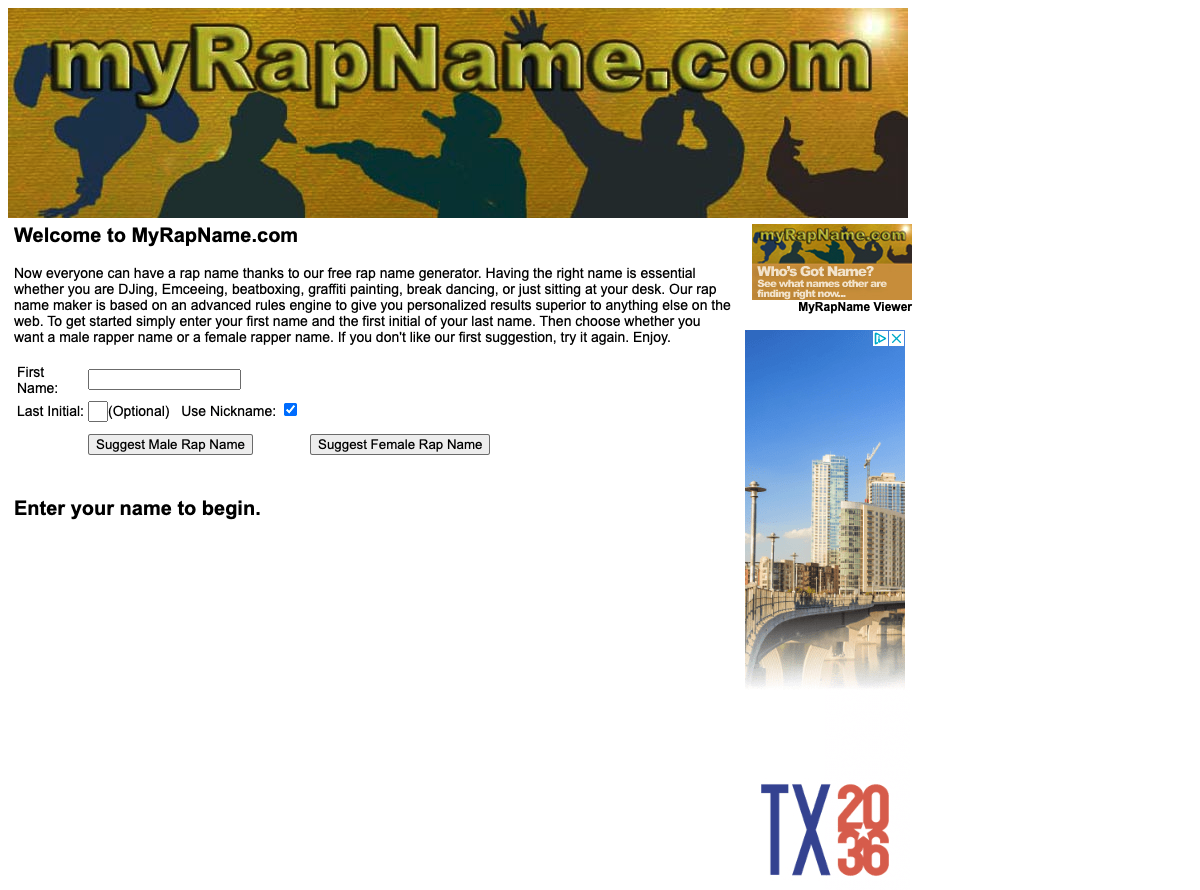 myRapName.com
Welcome to MyRapName.com
Now everyone can have a rap name thanks to our free rap name generator. Having the right name is essential
whether you are DJing, Emceeing, beatboxing, graffiti painting, break dancing, or just sitting at your desk. Our rap
name maker is based on an advanced rules engine to give you personalized results superior to anything else on the
web. To get started simply enter your first name and the first initial of your last name. Then choose whether you
want a male rapper name or a female rapper name. If you don't like our first suggestion, try it again. Enjoy.
First
Name:
Last Initial: (Optional) Use Nickname:
Suggest Male Rap Name Suggest Female Rap Name
Enter your name to begin.
myRapName.com
Who's Got Name?
See what names other are
finding right now...
MyRapName Viewer
TX
20
36